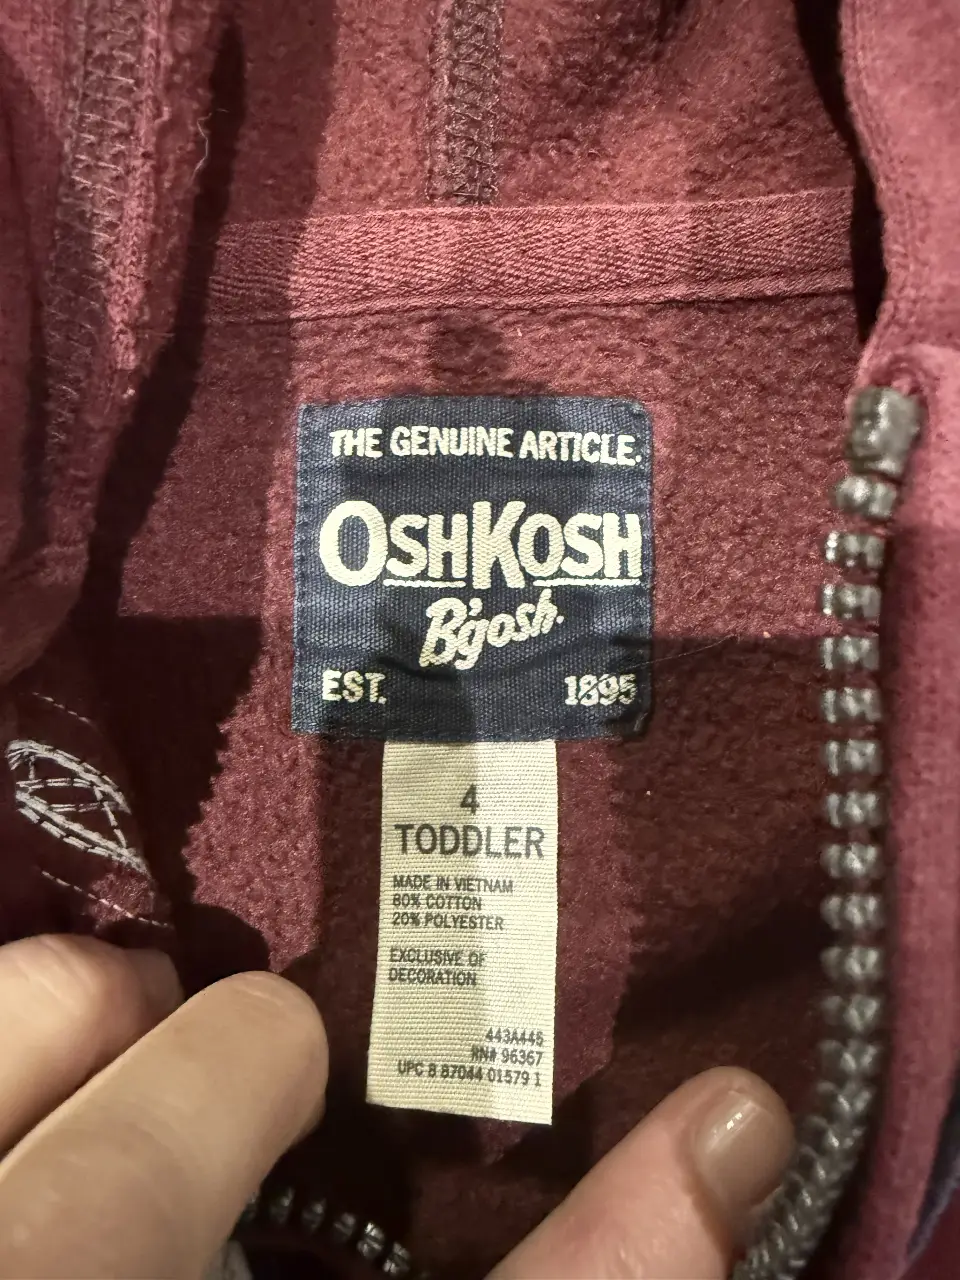 THE GENUINE ARTICLE.
OSHKOSH
B'gosh.
EST. 1895
4
TODDLER
MADE IN VIETNAM
80% COTTON
20% POLYESTER
EXCLUSIVE OF
DECORATION
443A446
RN# 96367
UPC 8 87044 01579 1